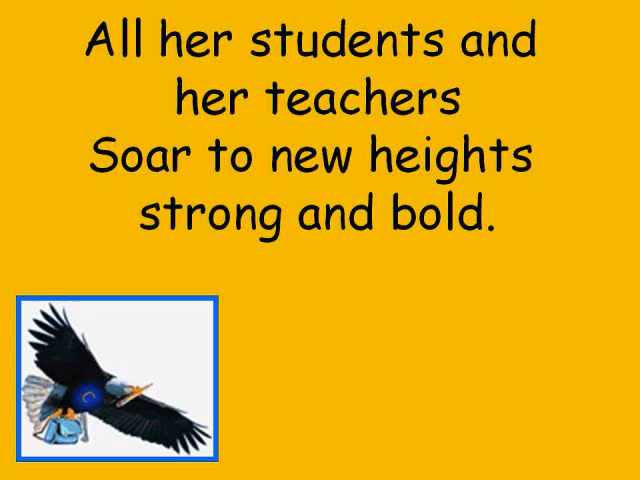 All her students and
her teachers
Soar to new heights
strong and bold.
C